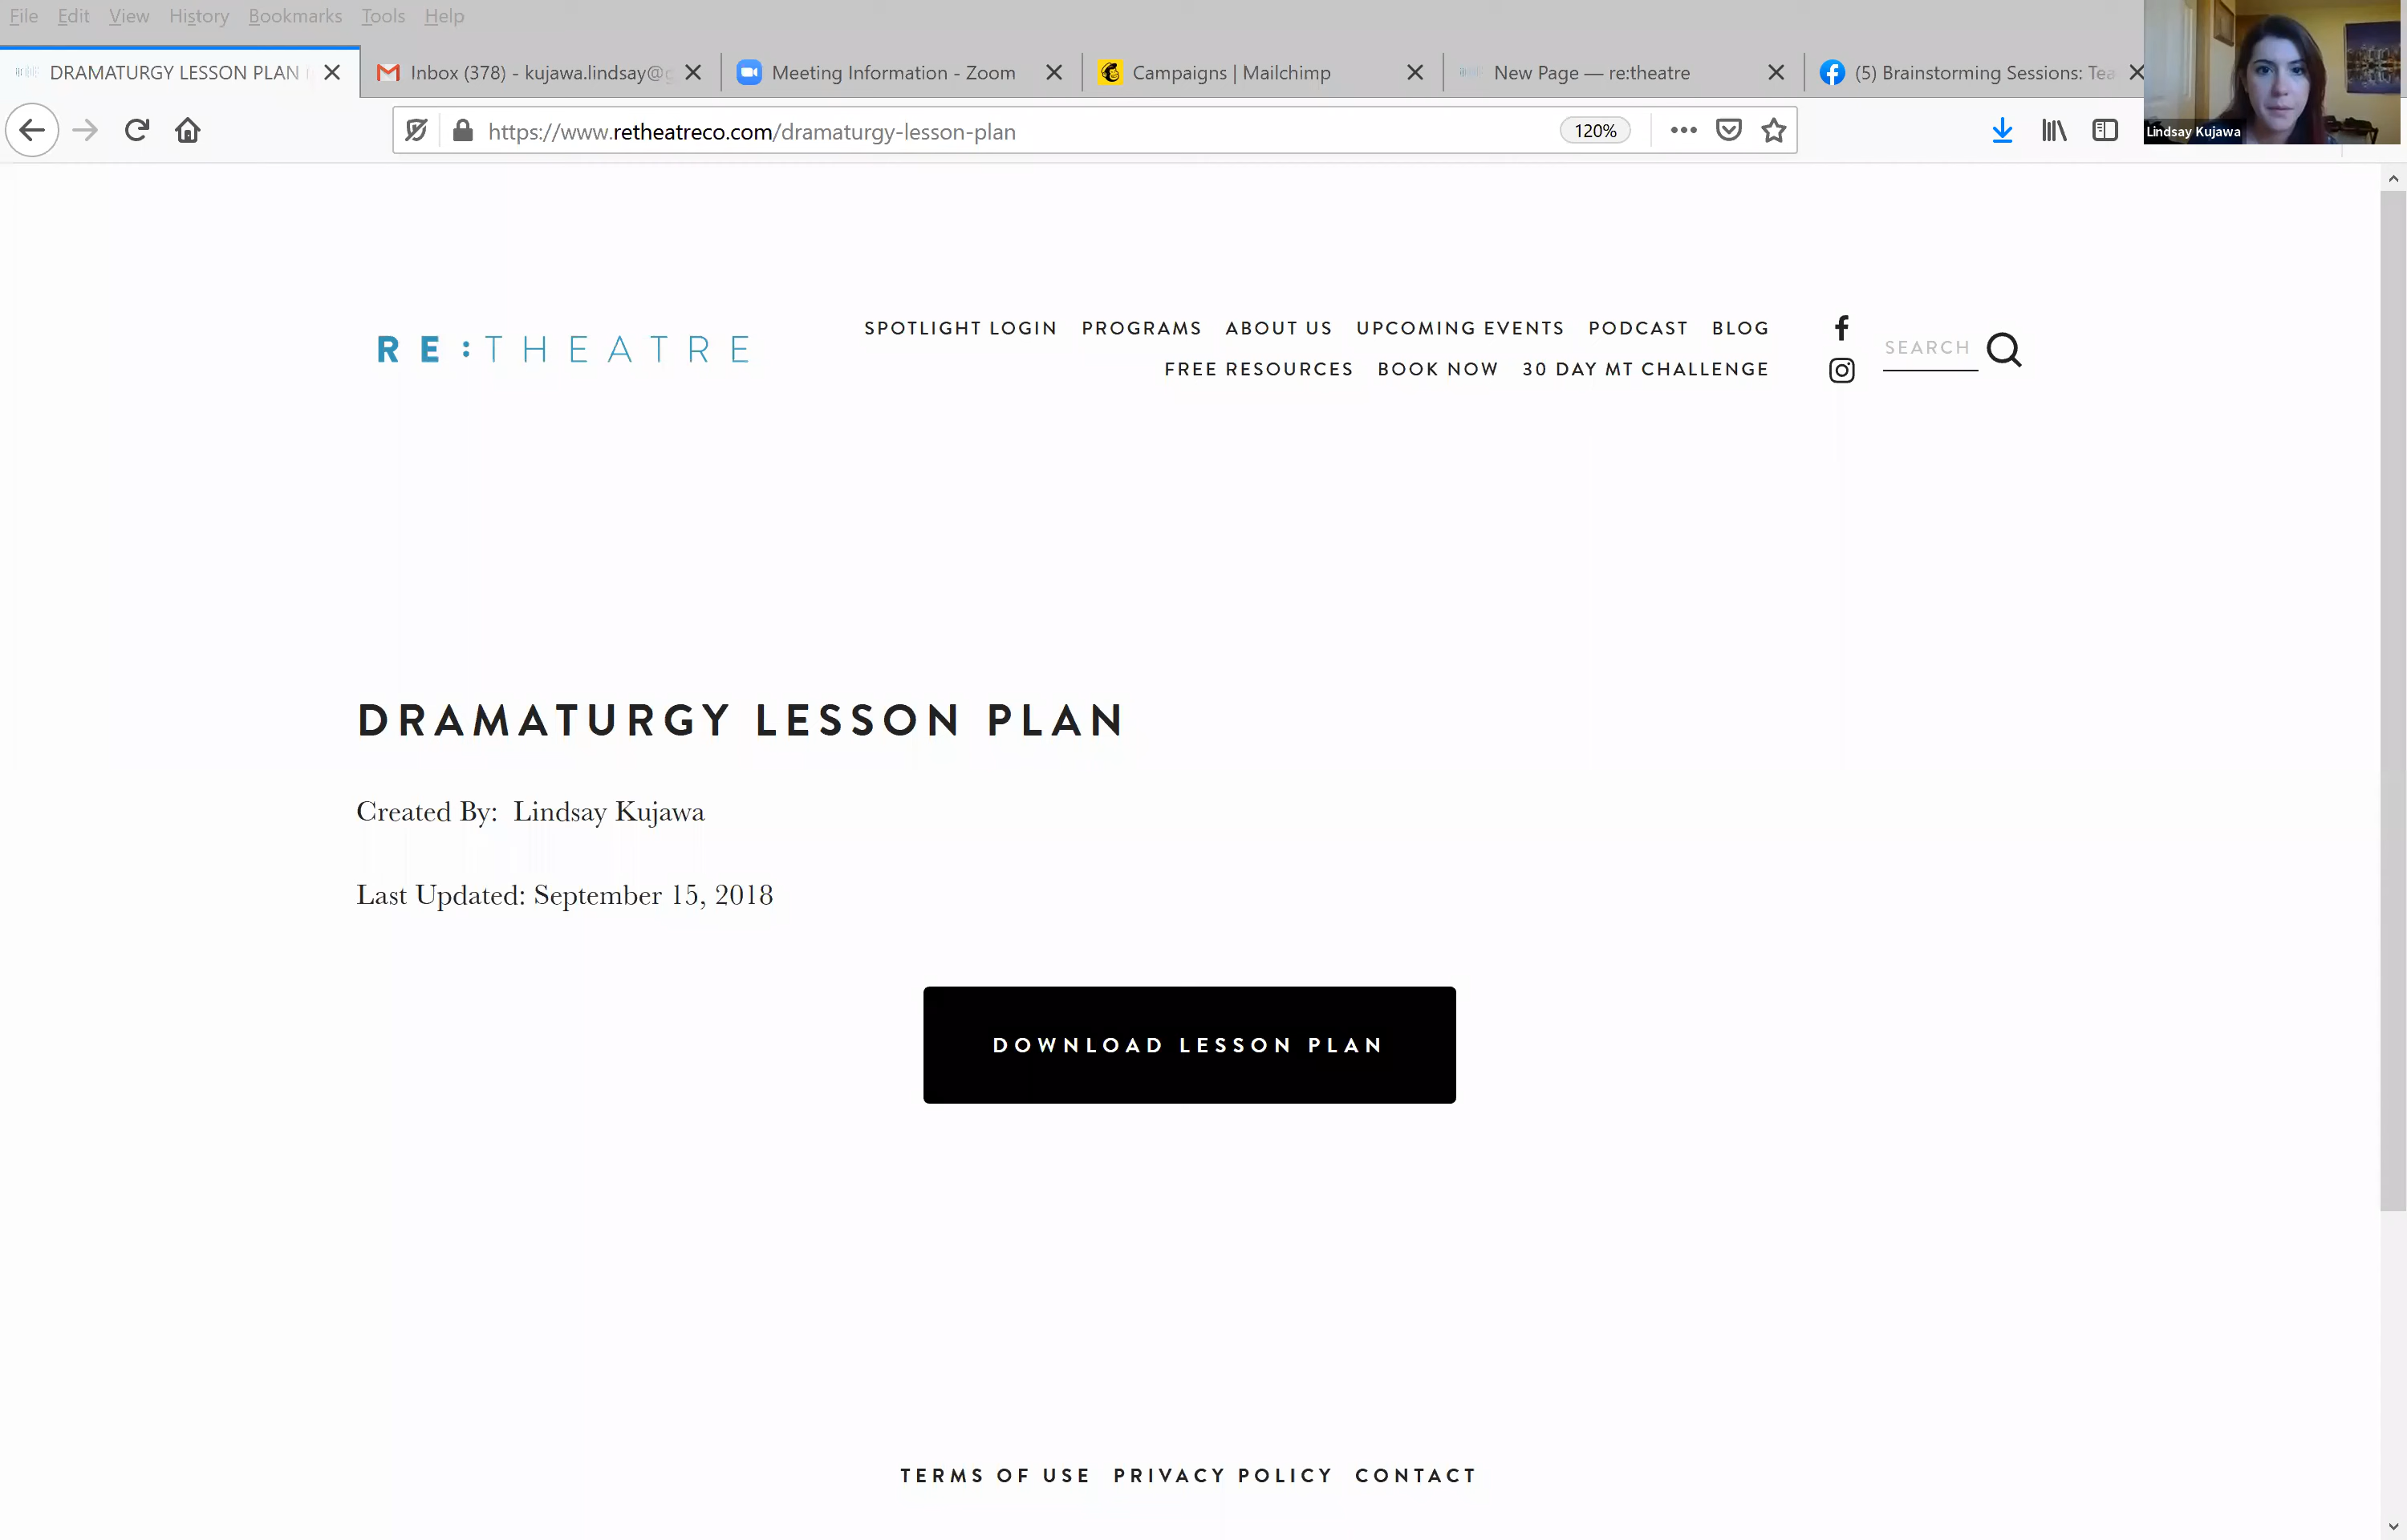 File Edit View History Bookmarks Tools Help
DRAMATURGY LESSON PLAN
Inbox (378) - kujawa.lindsay@g
Meeting Information - Zoom
Campaigns | Mailchimp
New Page — re:theatre
(5) Brainstorming Sessions: Tea
Lindsay Kujawa
https://www.retheatreco.com/dramaturgy-lesson-plan
120%
RE:THEATRE
SPOTLIGHT LOGIN PROGRAMS ABOUT US UPCOMING EVENTS PODCAST BLOG
FREE RESOURCES BOOK NOW 30 DAY MT CHALLENGE
SEARCH
DRAMATURGY LESSON PLAN
Created By: Lindsay Kujawa
Last Updated: September 15, 2018
DOWNLOAD LESSON PLAN
TERMS OF USE PRIVACY POLICY CONTACT